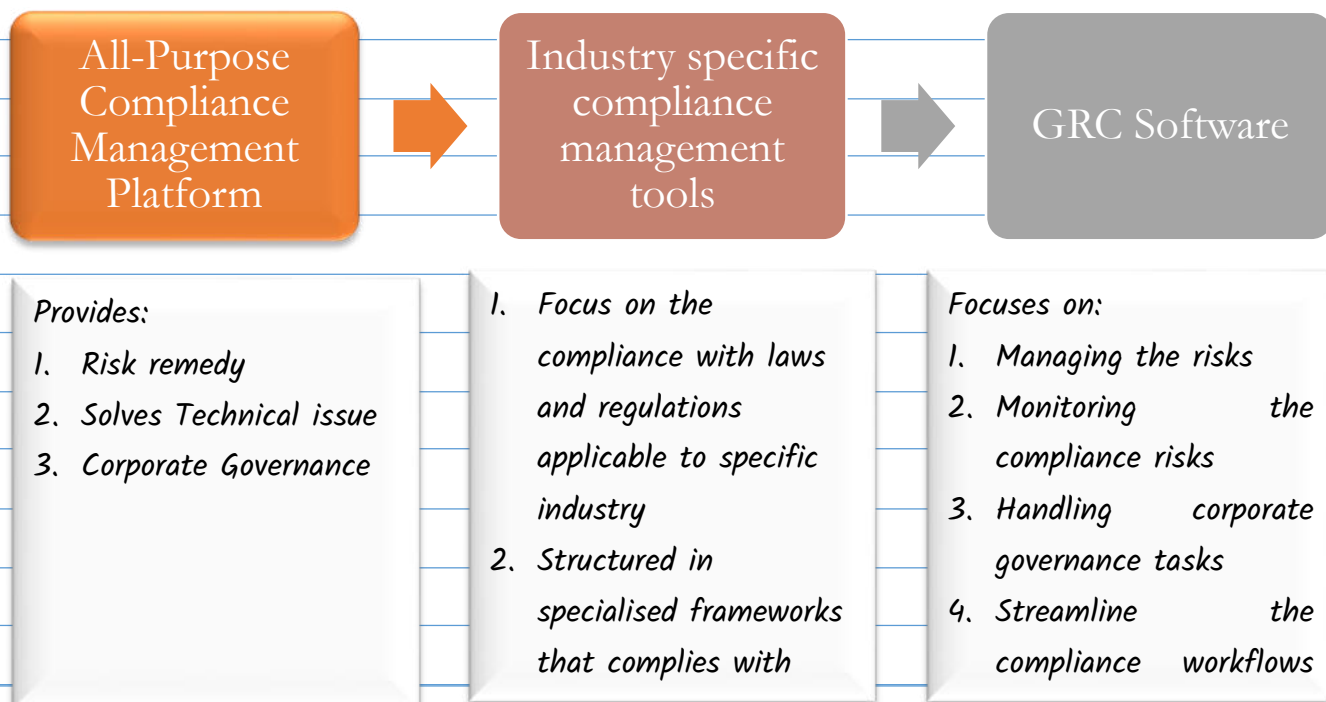 All-Purpose
Compliance
Management
Platform
Industry specific
compliance
management
tools
GRC Software
Provides:
1. Risk remedy
2. Solves Technical issue
3. Corporate Governance
1. Focus on the
compliance with laws
and regulations
applicable to specific
industry
2. Structured in
specialised frameworks
that complies with
Focuses on:
1. Managing the risks
2. Monitoring the
compliance risks
3. Handling corporate
governance tasks
4. Streamline the
compliance workflows